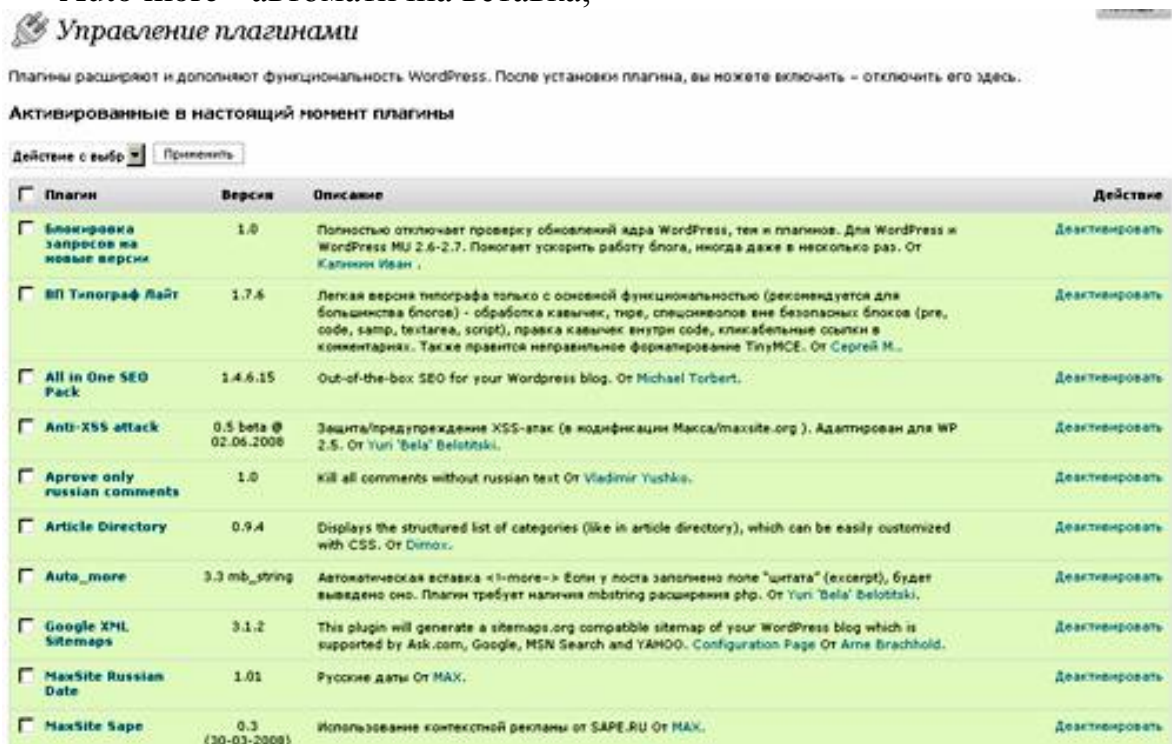 Управление плагинами
Плагины расширяют и дополняют функциональность WordPress. После установки плагина, вы можете включить – отключить его здесь.
Активированные в настоящий момент плагины
Действие с выбр Применить
Плагин Версия Описание Действие
Блокировка запросов на новые версии 1.0 Полностью отключает проверку обновлений ядра WordPress, тем и плагинов. Для WordPress и Деактивировать
WordPress MU 2.6-2.7. Помогает ускорить работу блога, иногда даже в несколько раз. От
Калинин Иван .
ВП Типограф Лайт 1.7.6 Легкая версия типографа только с основной функциональностью (рекомендуется для Деактивировать
большинства блогов) - обработка кавычек, тире, спецсимволов вне безопасных блоков (pre,
code, samp, textarea, script), правка кавычек внутри code, кликабельные ссылки в
комментариях. Также правится неправильное форматирование TinyMCE. От Сергей М..
All in One SEO Pack 1.4.6.15 Out-of-the-box SEO for your Wordpress blog. От Michael Torbert. Деактивировать
Anti-XSS attack 0.5 beta @ 02.06.2008 Защита/предупреждение XSS-атак (в модификации Макса/maxsite.org ). Адаптирован для WP Деактивировать
2.5. От Yuri 'Bela' Belotitski.
Aprove only russian comments 1.0 Kill all comments without russian text От Vladimir Yushko. Деактивировать
Article Directory 0.9.4 Displays the structured list of categories (like in article directory), which can be easily customized Деактивировать
with CSS. От Dimox.
Auto_more 3.3 mb_string Автоматическая вставка <!--more--> Если у поста заполнено поле "цитата" (excerpt), будет Деактивировать
выведено оно. Плагин требует наличия mbstring расширения php. От Yuri 'Bela' Belotitski.
Google XML Sitemaps 3.1.2 This plugin will generate a sitemaps.org compatible sitemap of your WordPress blog which is Деактивировать
supported by Ask.com, Google, MSN Search and YAHOO. Configuration Page От Arne Brachhold.
MaxSite Russian Date 1.01 Русские даты От MAX. Деактивировать
MaxSite Sape 0.3 (30-03-2008) Использование контекстной рекламы от SAPE.RU От MAX. Деактивировать